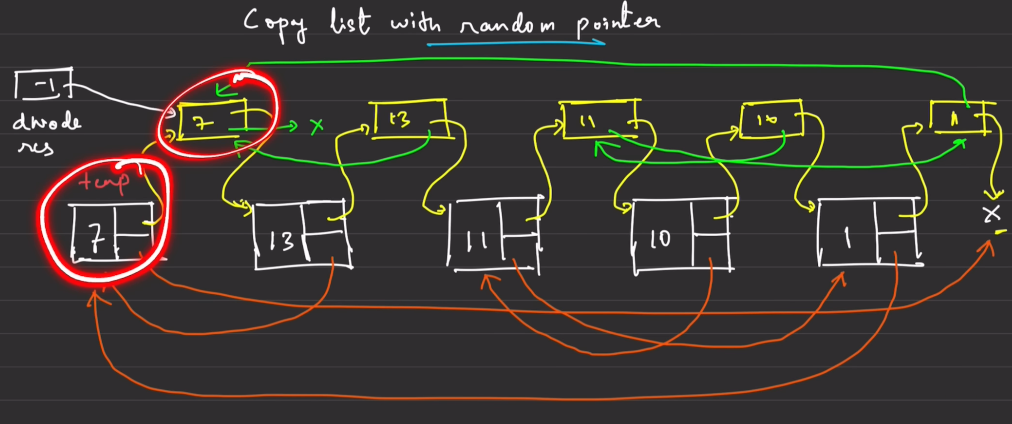 Copy list with random pointer
-1
dnode
res
7 x 13 11 10 1
temp
7 13 11 10 1 x